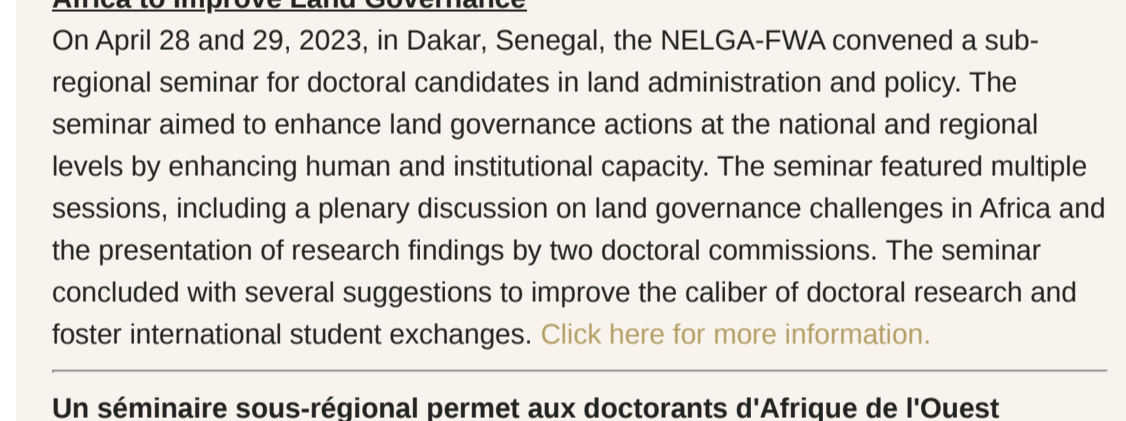 Africa to Improve Land Governance
On April 28 and 29, 2023, in Dakar, Senegal, the NELGA-FWA convened a sub-
regional seminar for doctoral candidates in land administration and policy. The
seminar aimed to enhance land governance actions at the national and regional
levels by enhancing human and institutional capacity. The seminar featured multiple
sessions, including a plenary discussion on land governance challenges in Africa and
the presentation of research findings by two doctoral commissions. The seminar
concluded with several suggestions to improve the caliber of doctoral research and
foster international student exchanges. Click here for more information.
Un séminaire sous-régional permet aux doctorants d'Afrique de l'Ouest